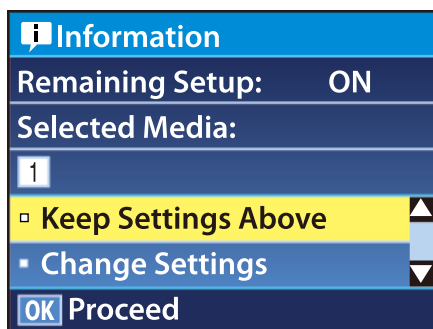 Information
Remaining Setup: ON
Selected Media:
1
Keep Settings Above
Change Settings
OK Proceed